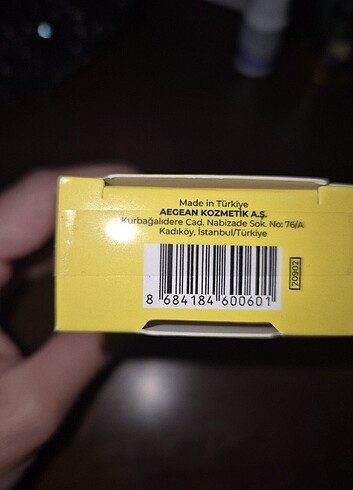 Made in Türkiye
AEGEAN KOZMETİK A.Ş.
Kurbağalıdere Cad. Nabizade Sok. No: 76/A
Kadıköy, İstanbul/Türkiye
8 684184 600601
20902